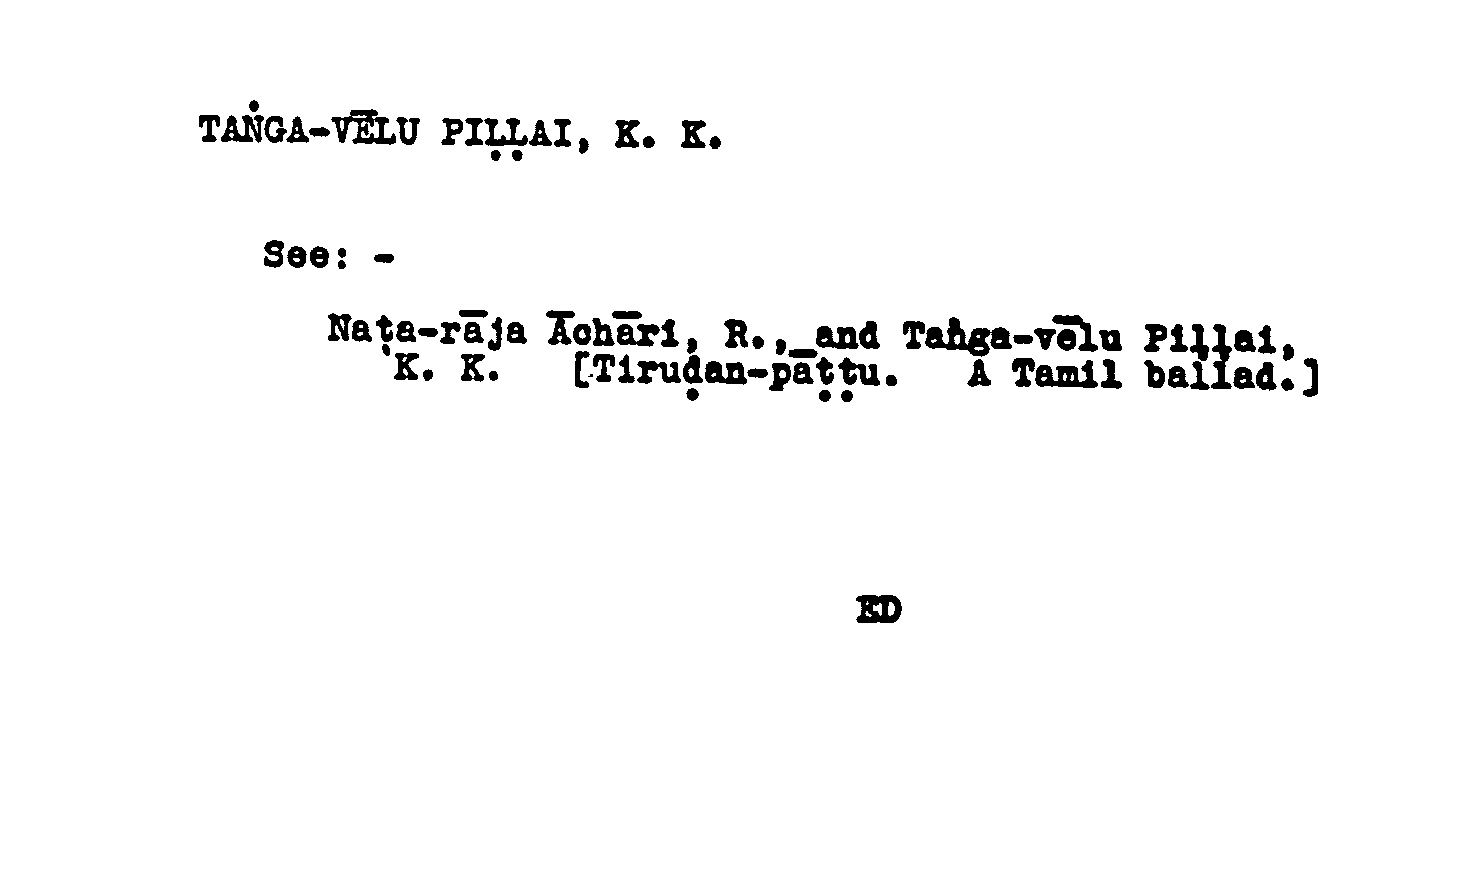 TAṄGA-VĒLU PIḶḶAI, K. K.
See: -
Naṭa-rāja Āchāri, R., and Taṅga-vēlu Piḷḷai,
K. K. [Tiruḍan-pāṭṭu. A Tamil ballad.]
ED